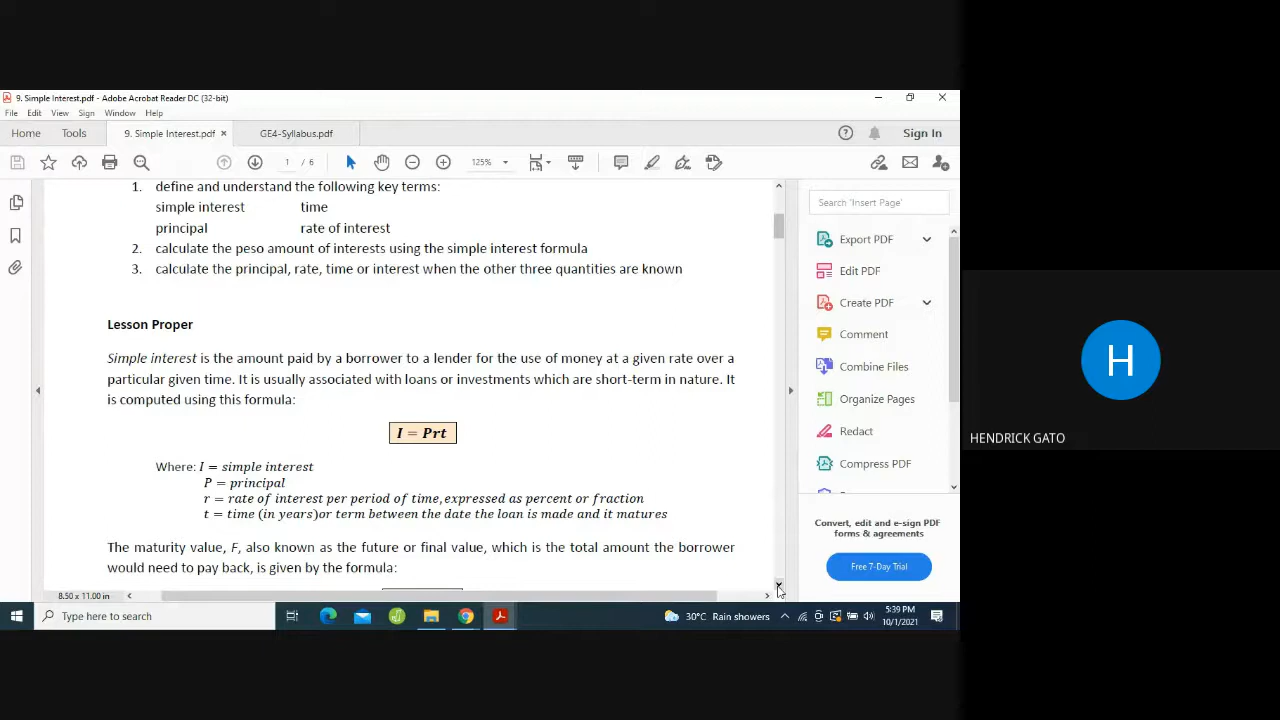 9. Simple Interest.pdf - Adobe Acrobat Reader DC (32-bit)
File Edit View Sign Window Help
Home Tools 9. Simple Interest.pdf × GE4-Syllabus.pdf Sign In
1 / 6 125%
1. define and understand the following key terms:
simple interest time
principal rate of interest
2. calculate the peso amount of interests using the simple interest formula
3. calculate the principal, rate, time or interest when the other three quantities are known
Lesson Proper
Simple interest is the amount paid by a borrower to a lender for the use of money at a given rate over a
particular given time. It is usually associated with loans or investments which are short-term in nature. It
is computed using this formula:
I = Prt
Where: I = simple interest
P = principal
r = rate of interest per period of time, expressed as percent or fraction
t = time (in years)or term between the date the loan is made and it matures
The maturity value, F, also known as the future or final value, which is the total amount the borrower
would need to pay back, is given by the formula:
8.50 x 11.00 in
Search 'Insert Page'
Export PDF
Edit PDF
Create PDF
Comment
Combine Files
Organize Pages
Redact
Compress PDF
Convert, edit and e-sign PDF
forms & agreements
Free 7-Day Trial
Type here to search
30°C Rain showers
5:39 PM
10/1/2021
H
HENDRICK GATO